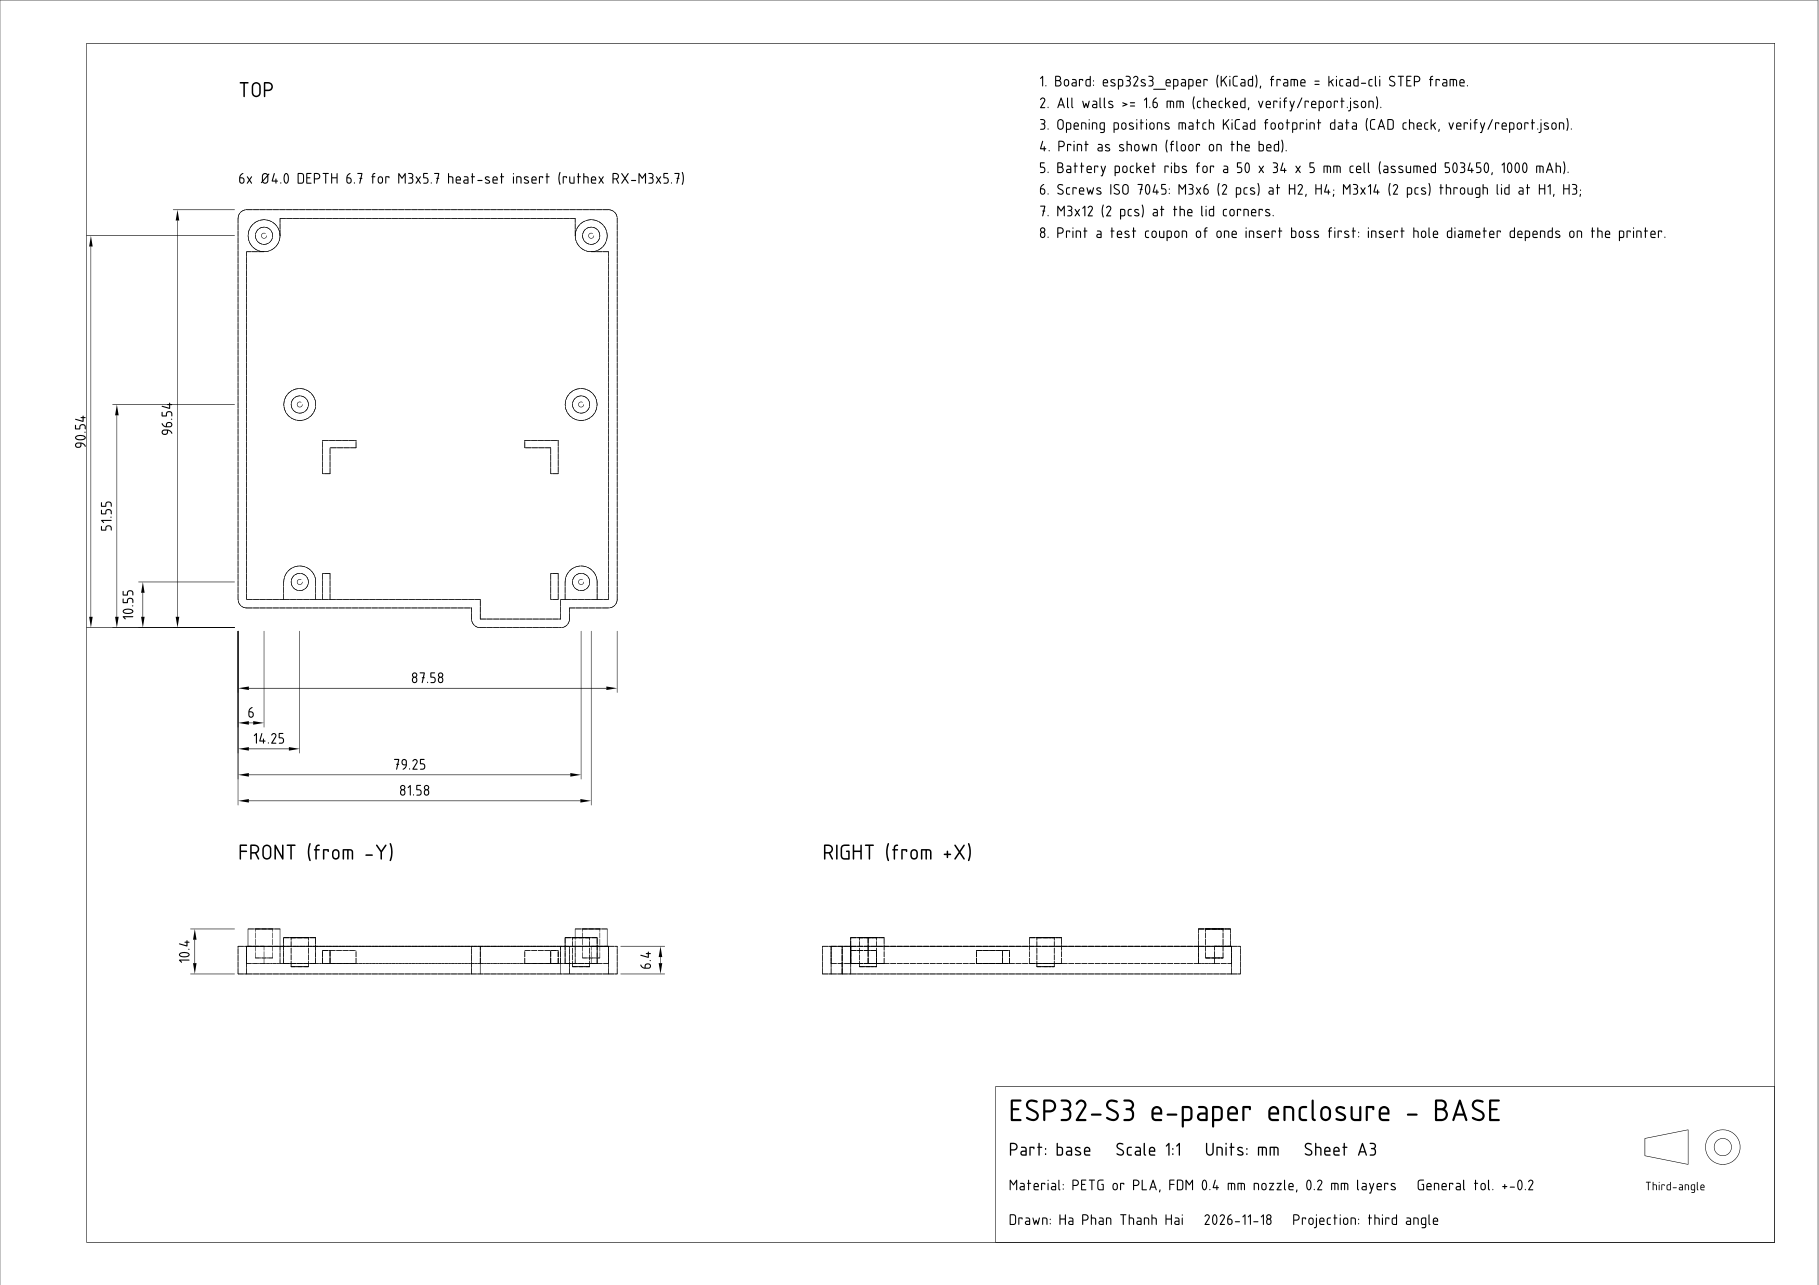 TOP
1. Board: esp32s3_epaper (KiCad), frame = kicad-cli STEP frame.
2. All walls >= 1.6 mm (checked, verify/report.json).
3. Opening positions match KiCad footprint data (CAD check, verify/report.json).
4. Print as shown (floor on the bed).
5. Battery pocket ribs for a 50 x 34 x 5 mm cell (assumed 503450, 1000 mAh).
6. Screws ISO 7045: M3x6 (2 pcs) at H2, H4; M3x14 (2 pcs) through lid at H1, H3;
7. M3x12 (2 pcs) at the lid corners.
8. Print a test coupon of one insert boss first: insert hole diameter depends on the printer.
6x Ø4.0 DEPTH 6.7 for M3x5.7 heat-set insert (ruthex RX-M3x5.7)
90.54
96.54
51.55
10.55
87.58
6
14.25
79.25
81.58
FRONT (from -Y)
RIGHT (from +X)
10.4
6.4
ESP32-S3 e-paper enclosure - BASE
Part: base Scale 1:1 Units: mm Sheet A3
Material: PETG or PLA, FDM 0.4 mm nozzle, 0.2 mm layers General tol. +-0.2
Third-angle
Drawn: Ha Phan Thanh Hai 2026-11-18 Projection: third angle